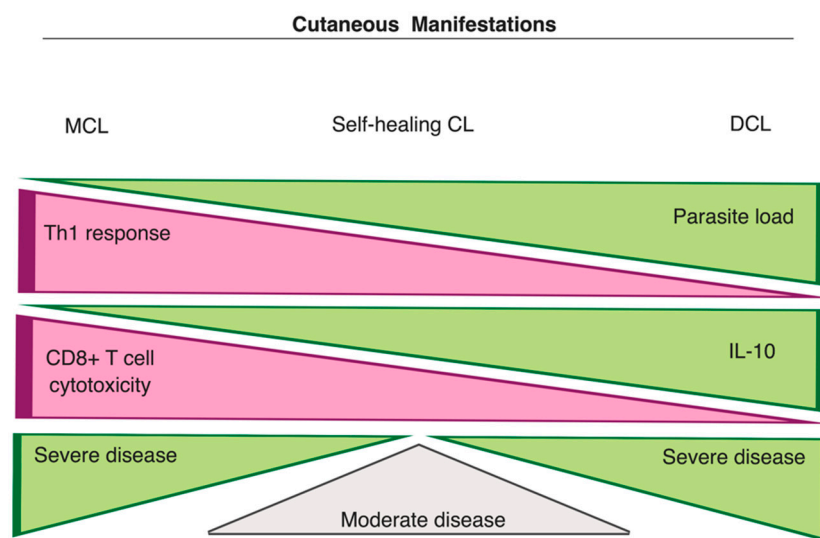 Cutaneous Manifestations
MCL
Self-healing CL
DCL
Parasite load
Th1 response
IL-10
CD8+ T cell
cytotoxicity
Severe disease
Severe disease
Moderate disease